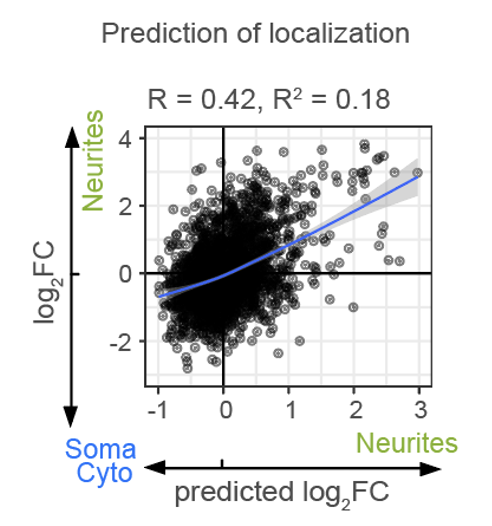 Prediction of localization
R = 0.42, R² = 0.18
Neurites
log₂FC
4
2
0
-2
-1 0 1 2 3
Soma
Cyto
Neurites
predicted log₂FC